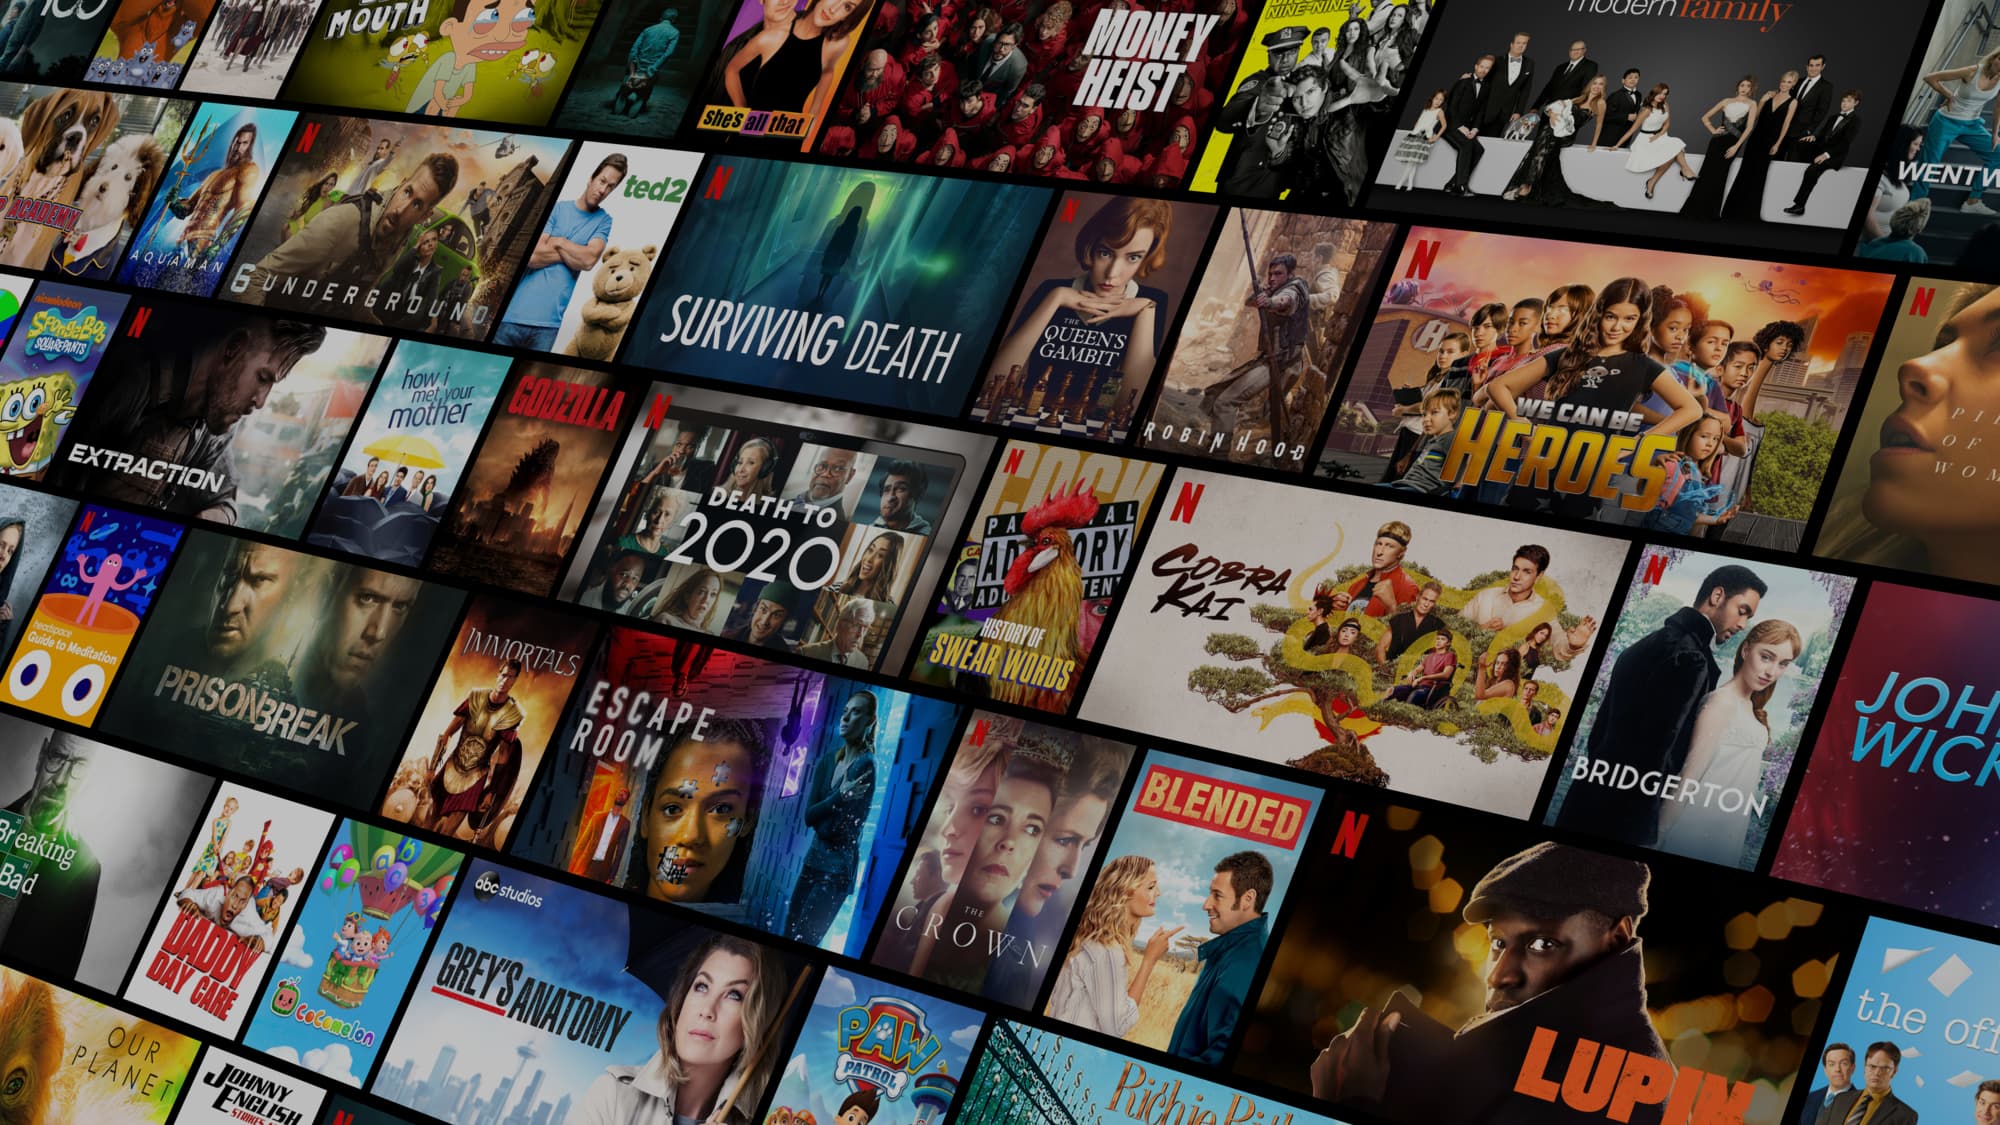 MOUTH
she's all that
MONEY
HEIST
NINE-NINE
modern family
WENTW
ACADEMY
AQUAMAN
N
6 UNDERGROUND
ted2
N
SURVIVING DEATH
N
THE
QUEEN'S
GAMBIT
ROBIN HOOD
N
H
WE CAN BE
HEROES
N
OF
nickelodeon
SpongeBob
SQUAREPANTS
N
EXTRACTION
how i
met your
mother
GODZILLA
N
DEATH TO
2020
N
COCK
ADVISORY
HISTORY OF
SWEAR WORDS
N
COBRA
KAI
N
BRIDGERTON
JOH
WICK
N
headspace
Guide to Meditation
PRISON BREAK
IMMORTALS
ESCAPE
ROOM
N
THE
CROWN
BLENDED
N
LUPIN
the off
Breaking
Bad
DADDY
DAY CARE
a
b
c
CoComelon
abc studios
GREY'S ANATOMY
PAW
PATROL
Richie Ri
OUR
PLANET
JOHNNY
ENGLISH
N